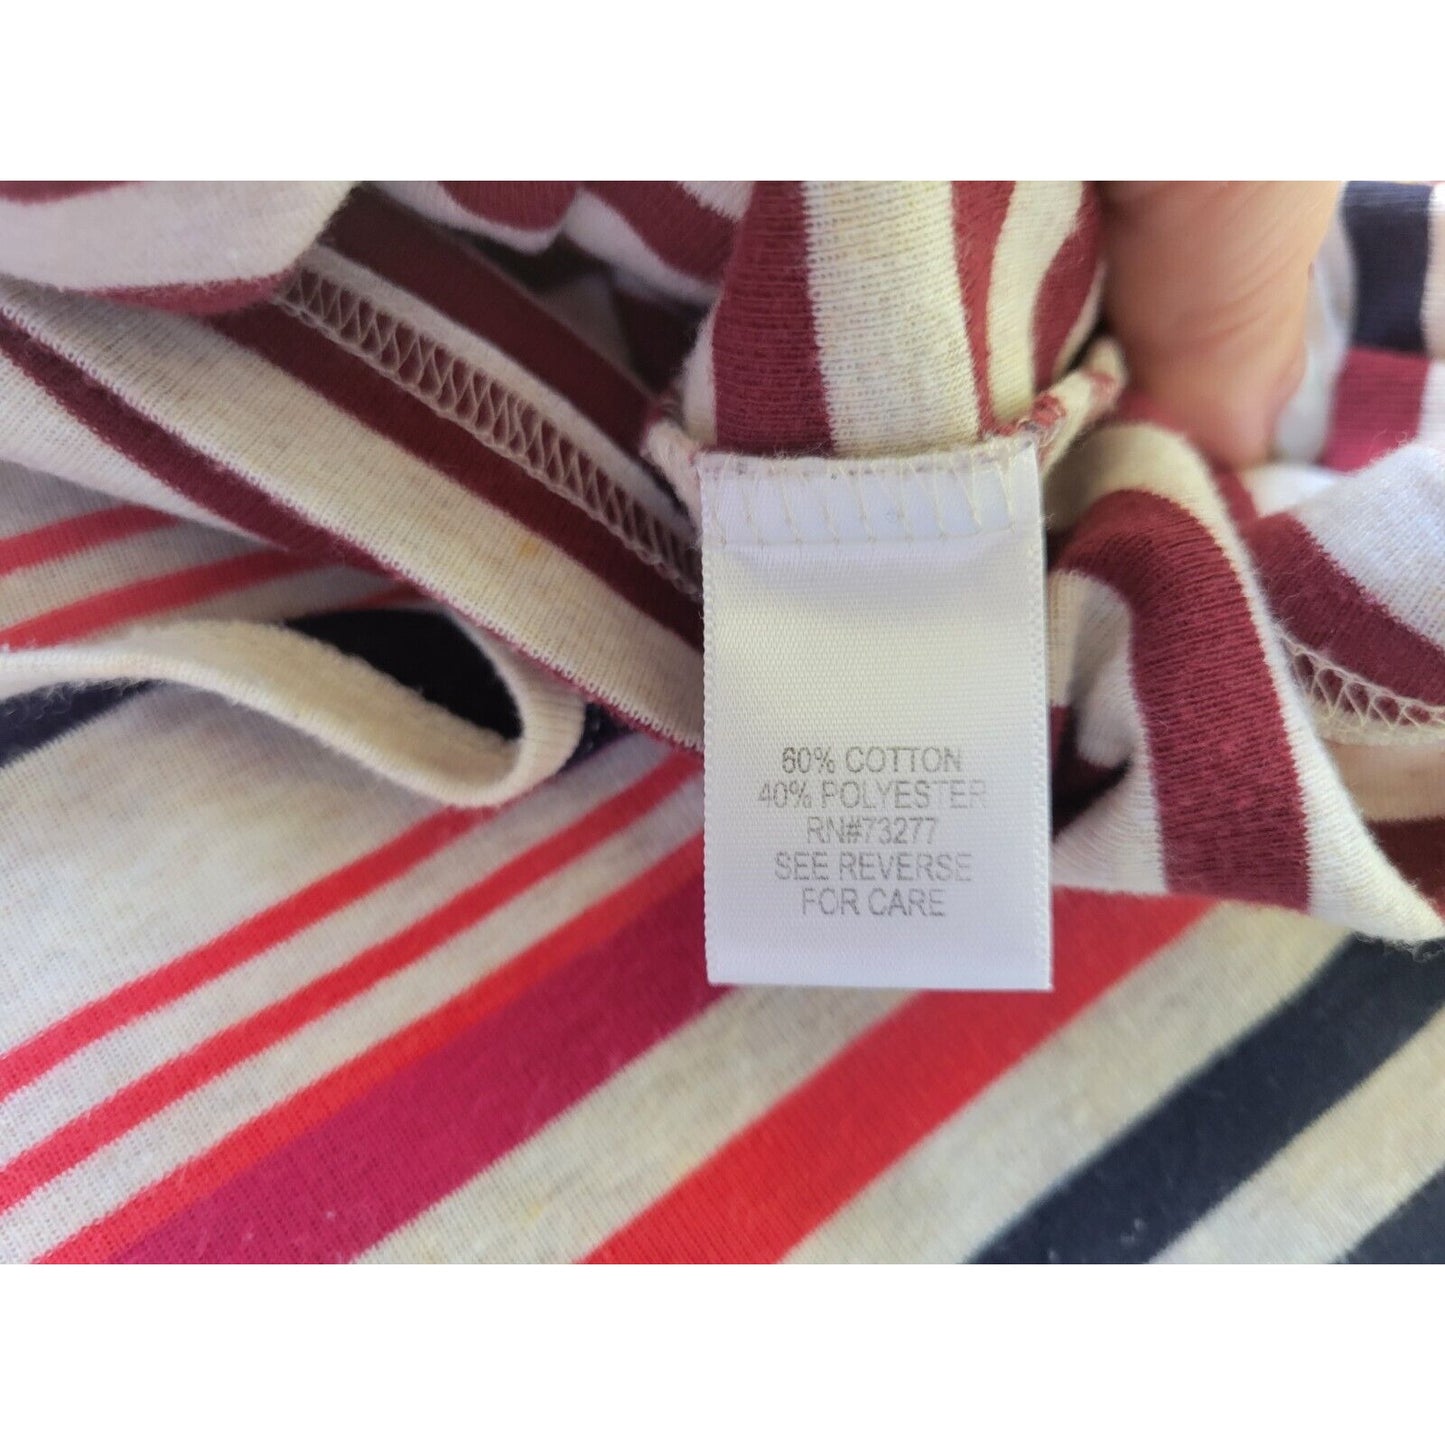 60% COTTON
40% POLYESTER
RN#73277
SEE REVERSE
FOR CARE